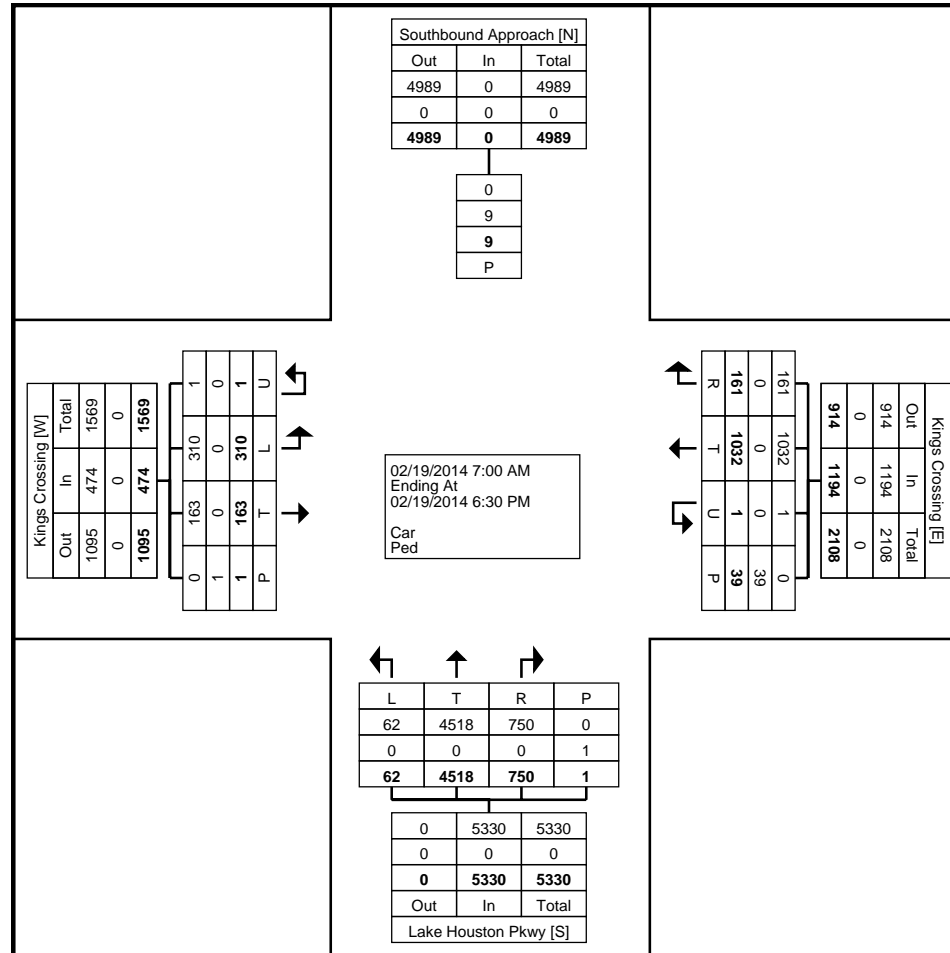 Southbound Approach [N]
Out In Total
4989 0 4989
0 0 0
4989 0 4989
0
9
9
P
Kings Crossing [W]
Total In Out
1569 474 1095
0 0 0
1569 474 1095
1 310 163 0
0 0 0 1
1 310 163 1
U L T P
02/19/2014 7:00 AM
Ending At
02/19/2014 6:30 PM
Car
Ped
R T U P
161 1032 1 39
0 0 0 39
161 1032 1 0
Kings Crossing [E]
Out In Total
914 1194 2108
0 0 0
914 1194 2108
L T R P
62 4518 750 0
0 0 0 1
62 4518 750 1
0 5330 5330
0 0 0
0 5330 5330
Out In Total
Lake Houston Pkwy [S]